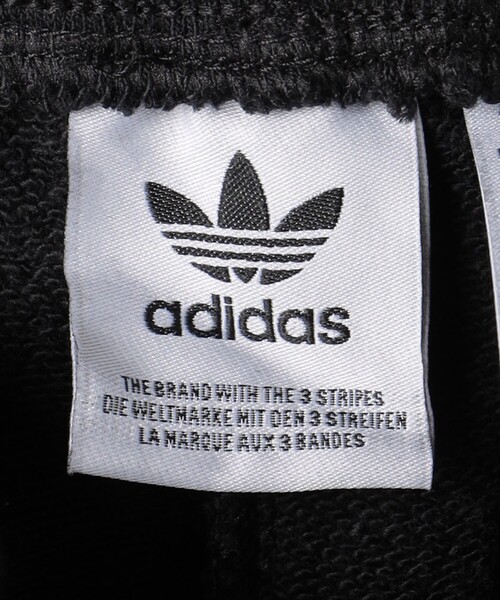 adidas
THE BRAND WITH THE 3 STRIPES
DIE WELTMARKE MIT DEN 3 STREIFEN
LA MARQUE AUX 3 BANDES